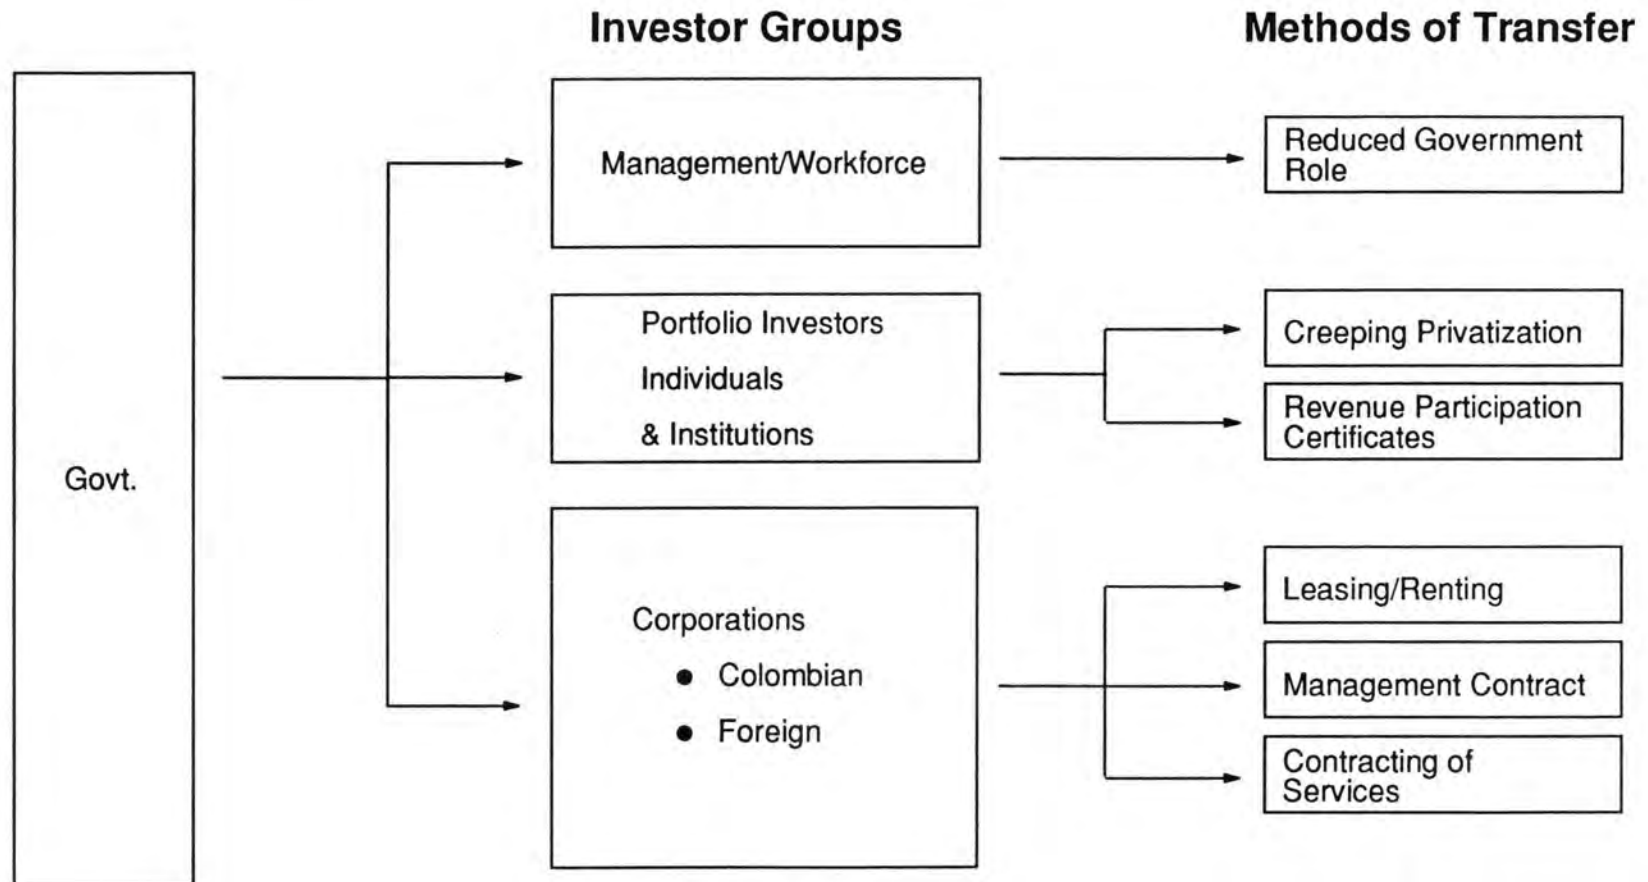 Investor Groups
Methods of Transfer
Govt.
Management/Workforce
Reduced Government
Role
Portfolio Investors
Individuals
& Institutions
Creeping Privatization
Revenue Participation
Certificates
Corporations
● Colombian
● Foreign
Leasing/Renting
Management Contract
Contracting of
Services